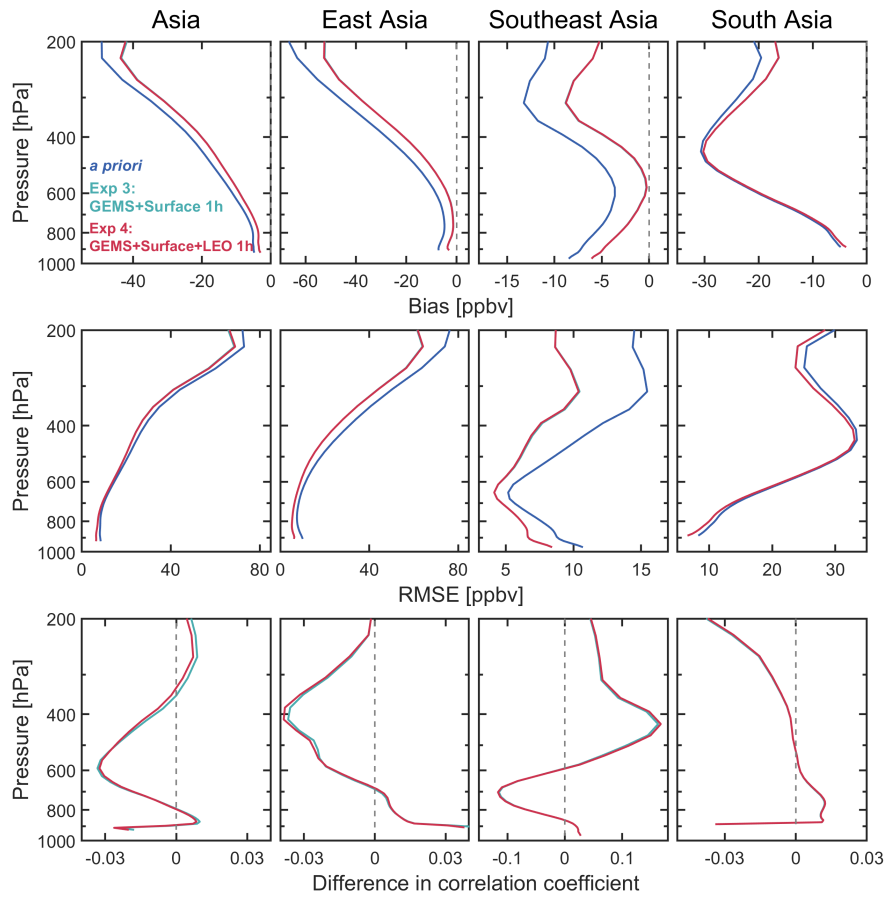 Asia East Asia Southeast Asia South Asia
Pressure [hPa]
200
400
600
800
1000
a priori
Exp 3:
GEMS+Surface 1h
Exp 4:
GEMS+Surface+LEO 1h
-40 -20 0 -60 -40 -20 0 -15 -10 -5 0 -30 -20 -10 0
Bias [ppbv]
Pressure [hPa]
200
400
600
800
1000
0 40 80 0 40 80 5 10 15 10 20 30
RMSE [ppbv]
Pressure [hPa]
200
400
600
800
1000
-0.03 0 0.03 -0.03 0 0.03 -0.1 0 0.1 -0.03 0 0.03
Difference in correlation coefficient